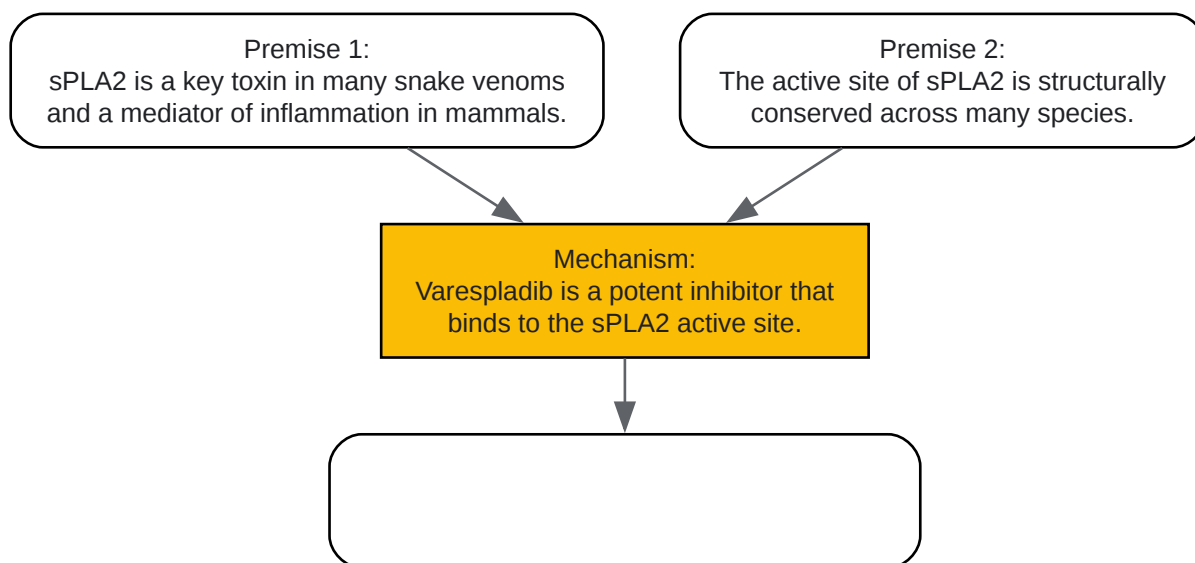 Premise 1:
sPLA2 is a key toxin in many snake venoms
and a mediator of inflammation in mammals.
Premise 2:
The active site of sPLA2 is structurally
conserved across many species.
Mechanism:
Varespladib is a potent inhibitor that
binds to the sPLA2 active site.